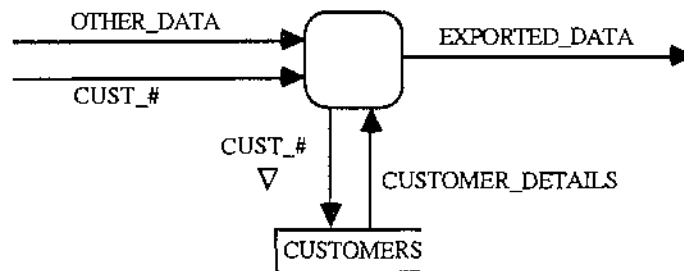 OTHER_DATA
EXPORTED_DATA
CUST_#
CUST_#
CUSTOMER_DETAILS
CUSTOMERS